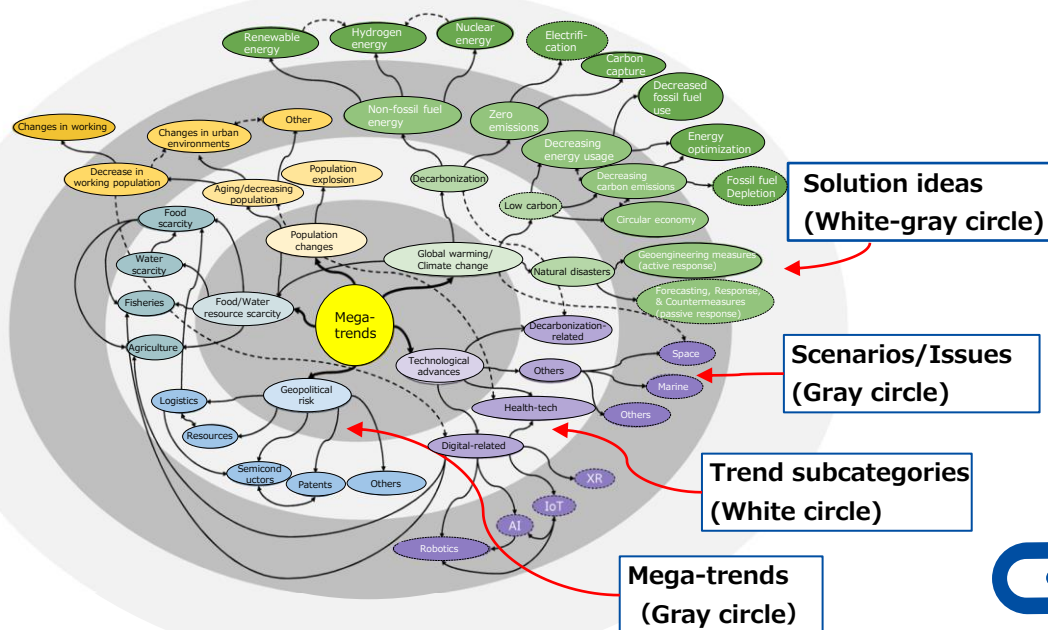 Renewable
energy
Hydrogen
energy
Nuclear
energy
Electrifi-
cation
Carbon
capture
Decreased
fossil fuel
use
Non-fossil fuel
energy
Zero
emissions
Changes in working
Changes in urban
environments
Other
Decreasing
energy usage
Energy
optimization
Decrease in
working population
Aging/decreasing
population
Population
explosion
Decarbonization
Decreasing
carbon emissions
Fossil fuel
Depletion
Food
scarcity
Low carbon
Circular economy
Population
changes
Global warming/
Climate change
Water
scarcity
Natural disasters
Geoengineering measures
(active response)
Fisheries
Food/Water
resource scarcity
Mega-
trends
Forecasting, Response,
& Countermeasures
(passive response)
Decarbonization-
related
Agriculture
Technological
advances
Others
Space
Marine
Geopolitical
risk
Logistics
Health-tech
Others
Resources
Digital-related
Semicond
uctors
Patents
Others
XR
IoT
AI
Robotics
Solution ideas
(White-gray circle)
Scenarios/Issues
(Gray circle)
Trend subcategories
(White circle)
Mega-trends
(Gray circle)